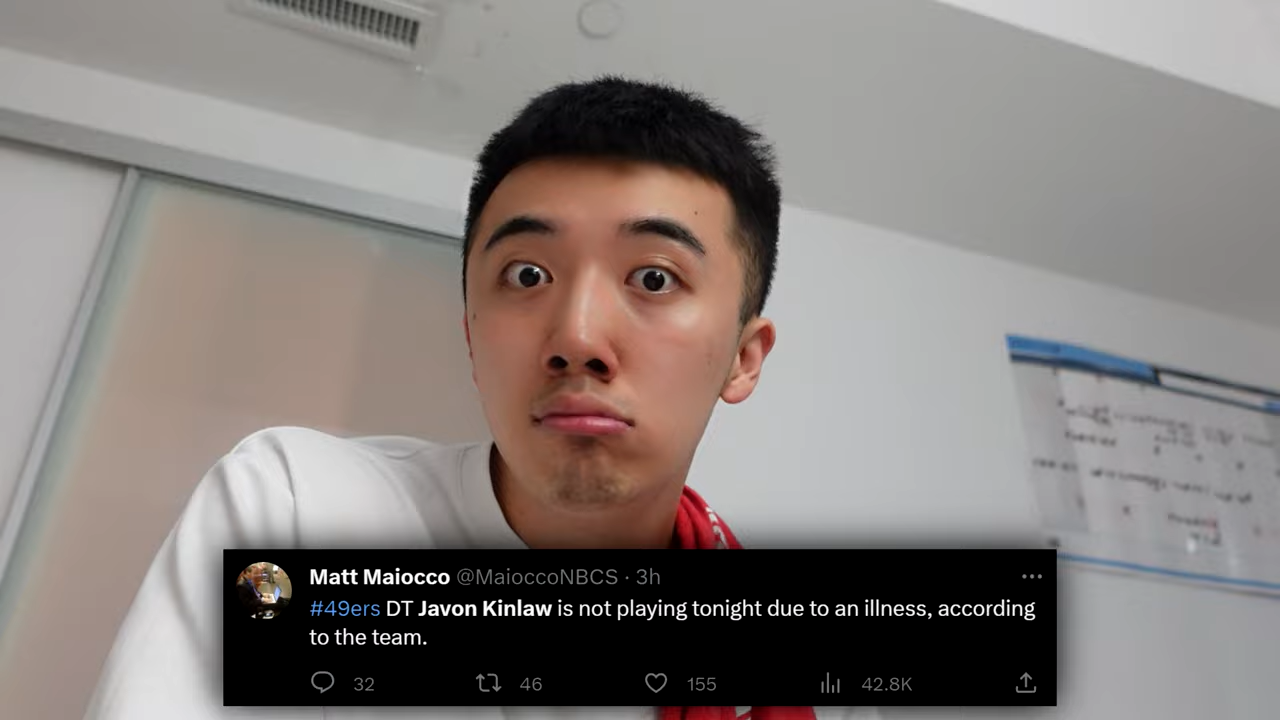 Matt Maiocco @MaioccoNBCS · 3h
#49ers DT Javon Kinlaw is not playing tonight due to an illness, according
to the team.
32 46 155 42.8K